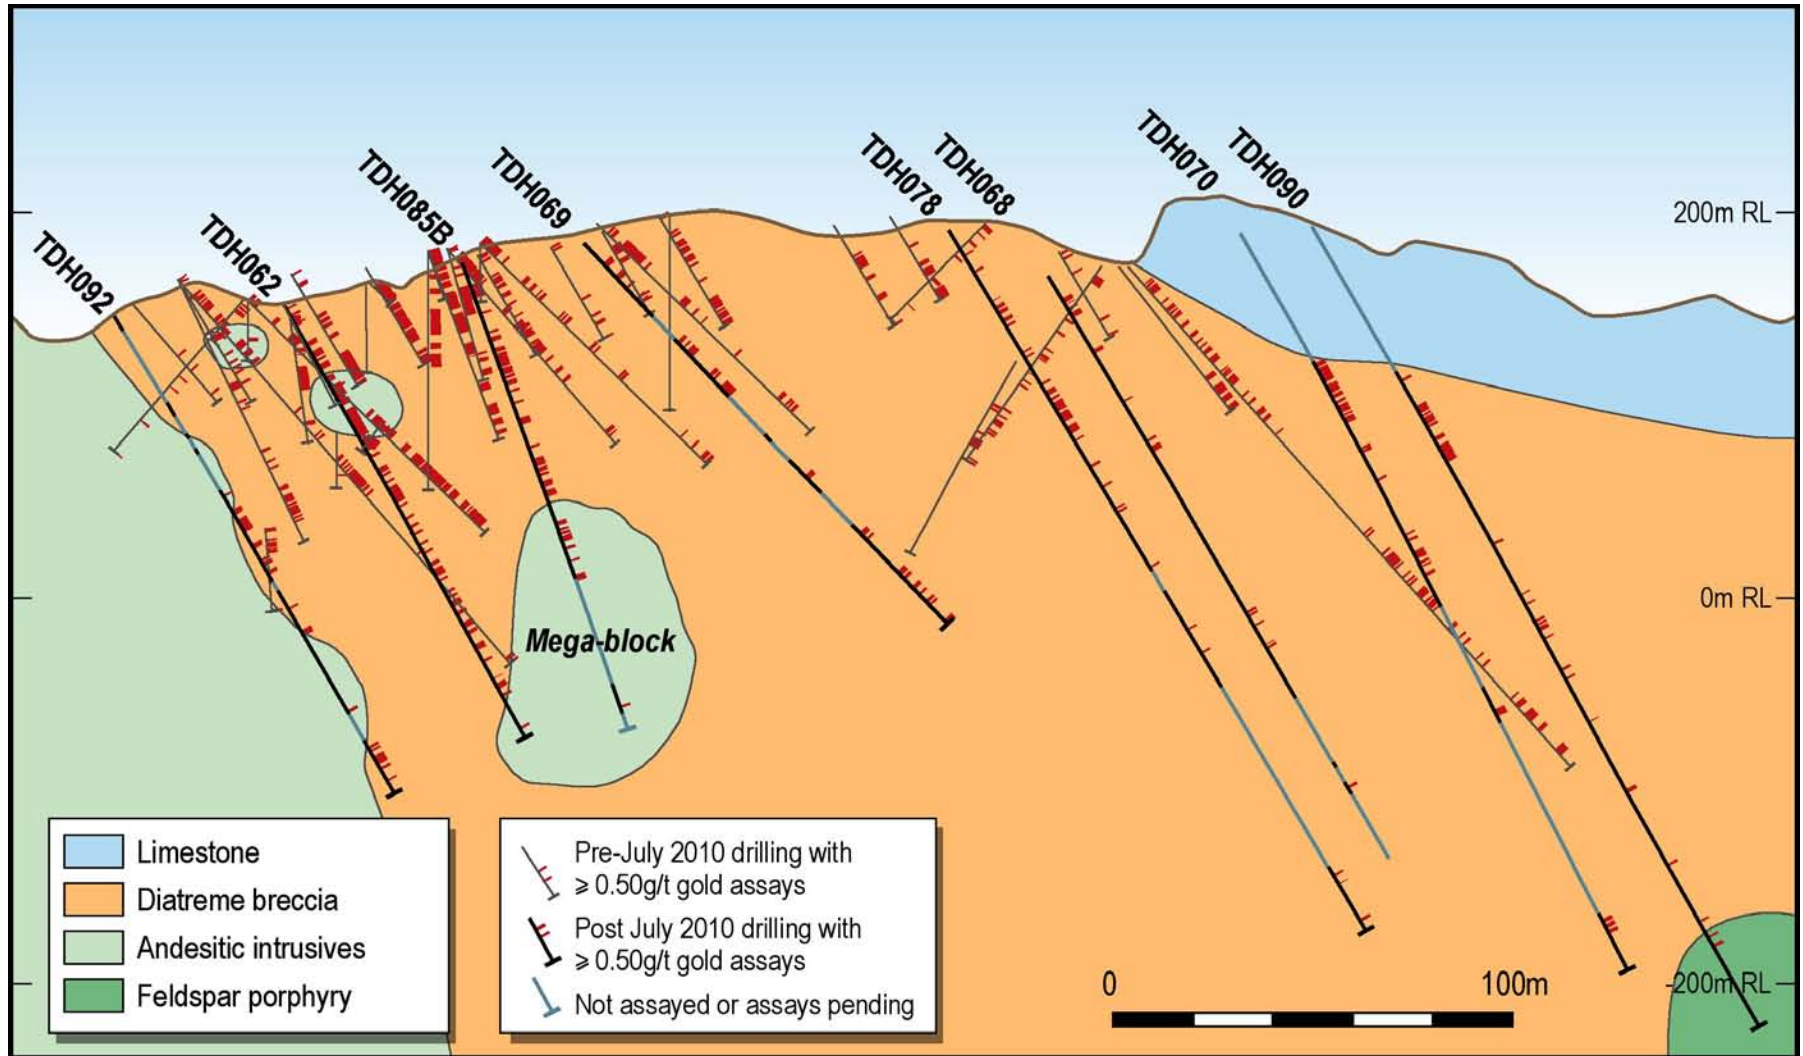 TDH092
TDH062
TDH085B
TDH069
TDH078
TDH068
TDH070
TDH090
200m RL
0m RL
-200m RL
Mega-block
Limestone
Diatreme breccia
Andesitic intrusives
Feldspar porphyry
Pre-July 2010 drilling with
⩾ 0.50g/t gold assays
Post July 2010 drilling with
⩾ 0.50g/t gold assays
Not assayed or assays pending
0
100m